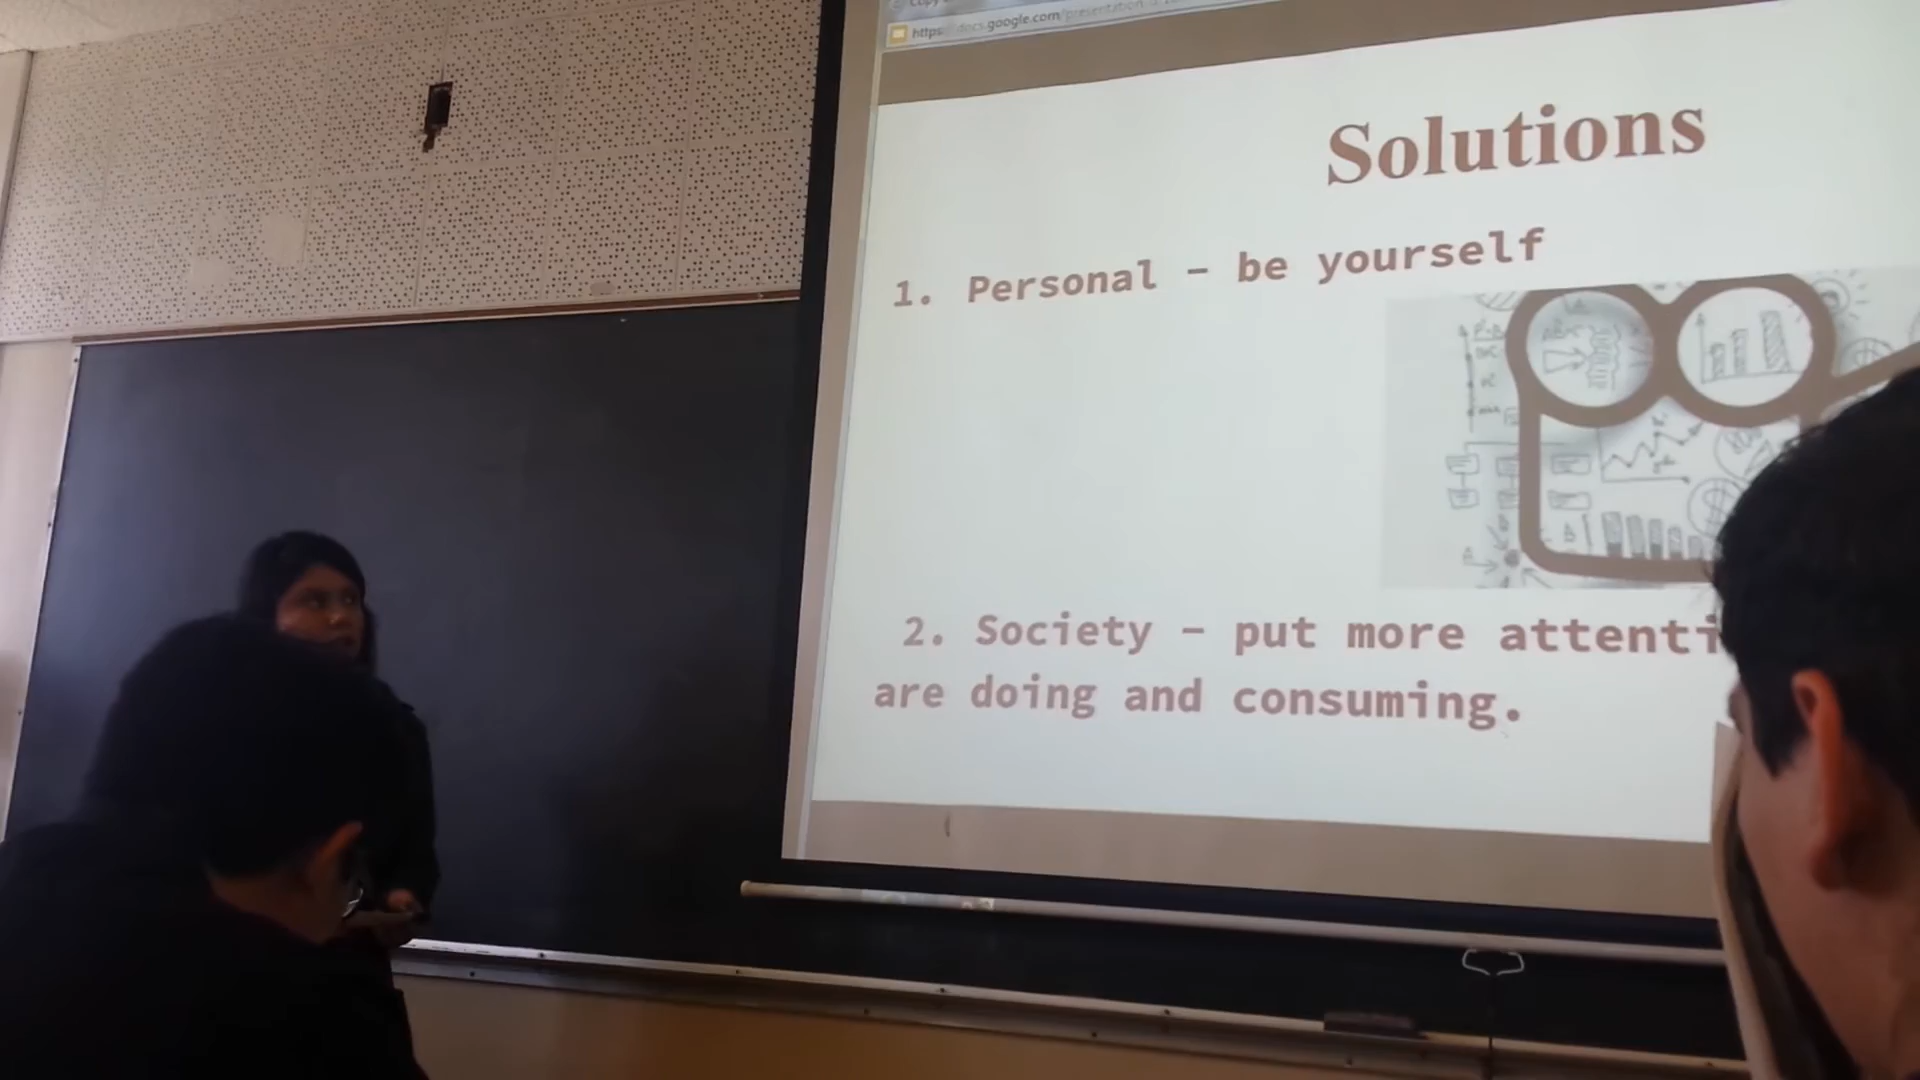 https://docs.google.com/presentation
Solutions
1. Personal - be yourself
2. Society - put more attenti
are doing and consuming.